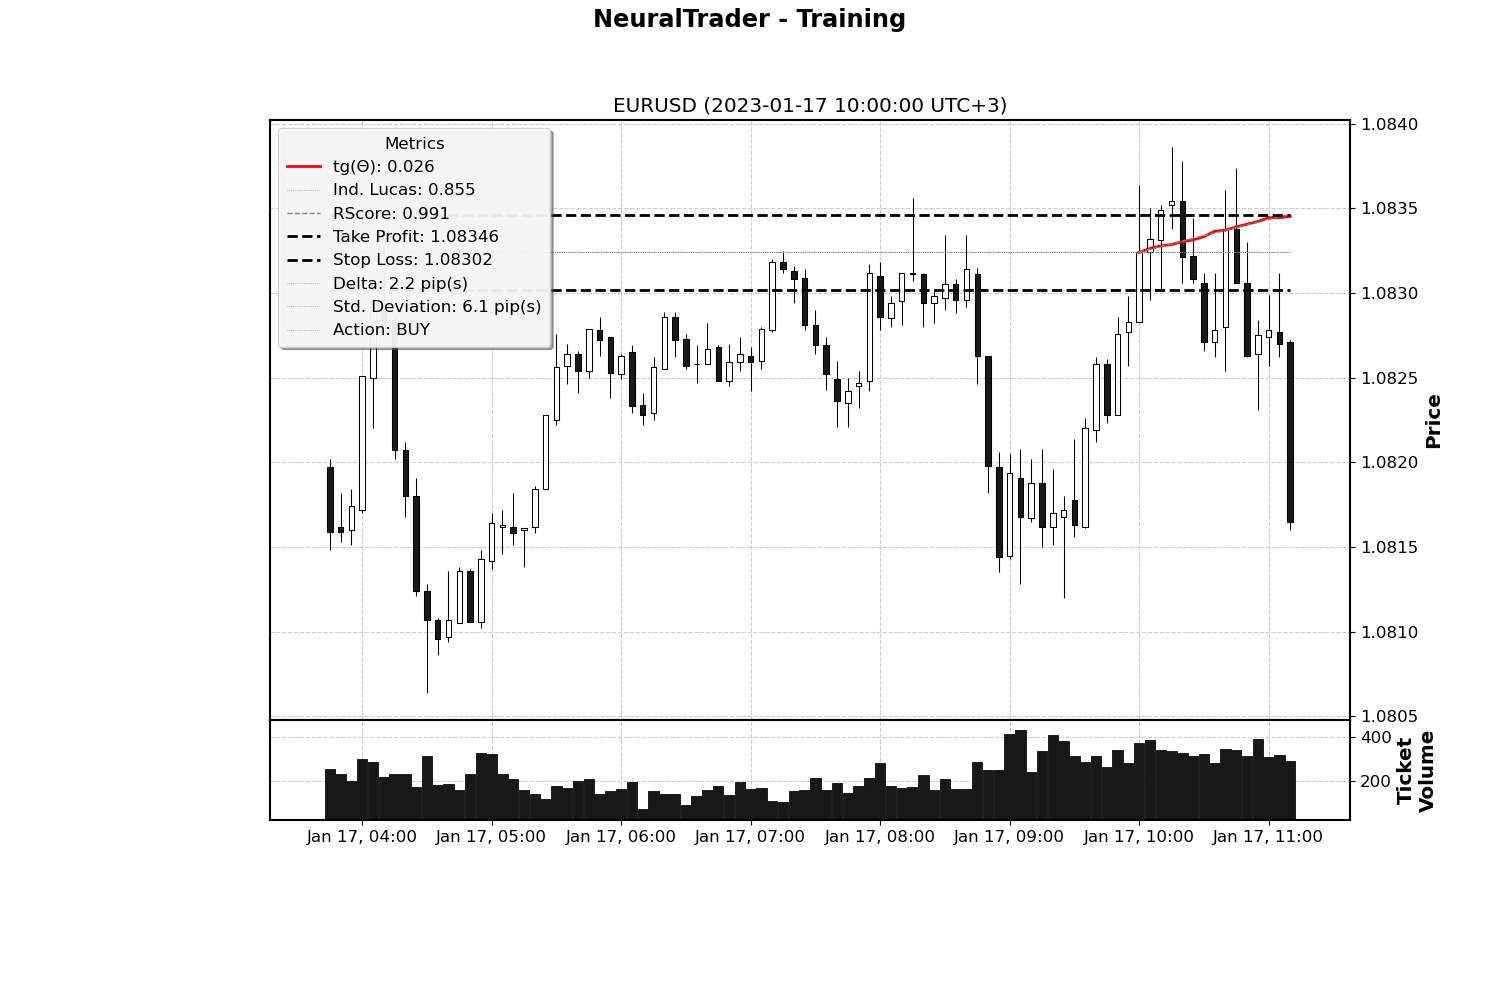 NeuralTrader - Training
EURUSD (2023-01-17 10:00:00 UTC+3)
Metrics
tg(Θ): 0.026
Ind. Lucas: 0.855
RScore: 0.991
Take Profit: 1.08346
Stop Loss: 1.08302
Delta: 2.2 pip(s)
Std. Deviation: 6.1 pip(s)
Action: BUY
1.0840
1.0835
1.0830
1.0825
1.0820
1.0815
1.0810
1.0805
Price
400
200
Ticket
Volume
Jan 17, 04:00
Jan 17, 05:00
Jan 17, 06:00
Jan 17, 07:00
Jan 17, 08:00
Jan 17, 09:00
Jan 17, 10:00
Jan 17, 11:00